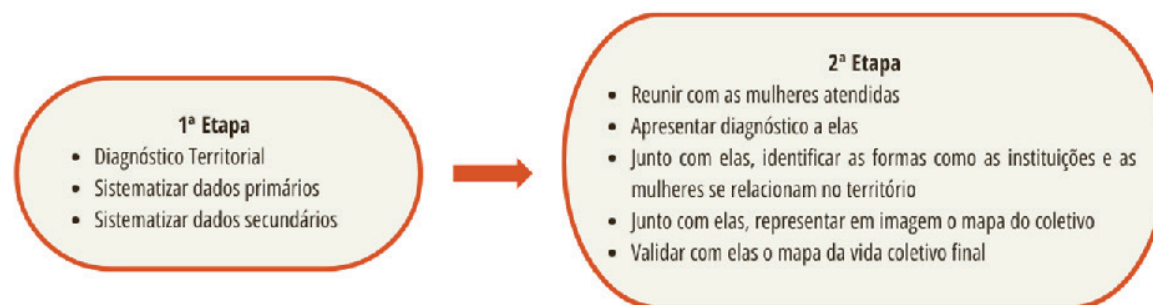 1ª Etapa
• Diagnóstico Territorial
• Sistematizar dados primários
• Sistematizar dados secundários
2ª Etapa
• Reunir com as mulheres atendidas
• Apresentar diagnóstico a elas
• Junto com elas, identificar as formas como as instituições e as
mulheres se relacionam no território
• Junto com elas, representar em imagem o mapa do coletivo
• Validar com elas o mapa da vida coletivo final